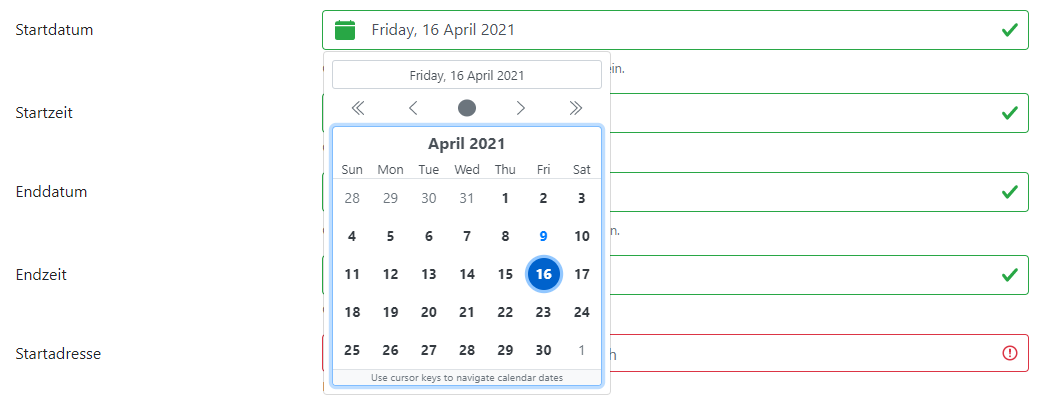 Startdatum
Friday, 16 April 2021
Friday, 16 April 2021
Startzeit
April 2021
Sun Mon Tue Wed Thu Fri Sat
28 29 30 31 1 2 3
4 5 6 7 8 9 10
11 12 13 14 15 16 17
18 19 20 21 22 23 24
25 26 27 28 29 30 1
Use cursor keys to navigate calendar dates
Enddatum
Endzeit
Startadresse